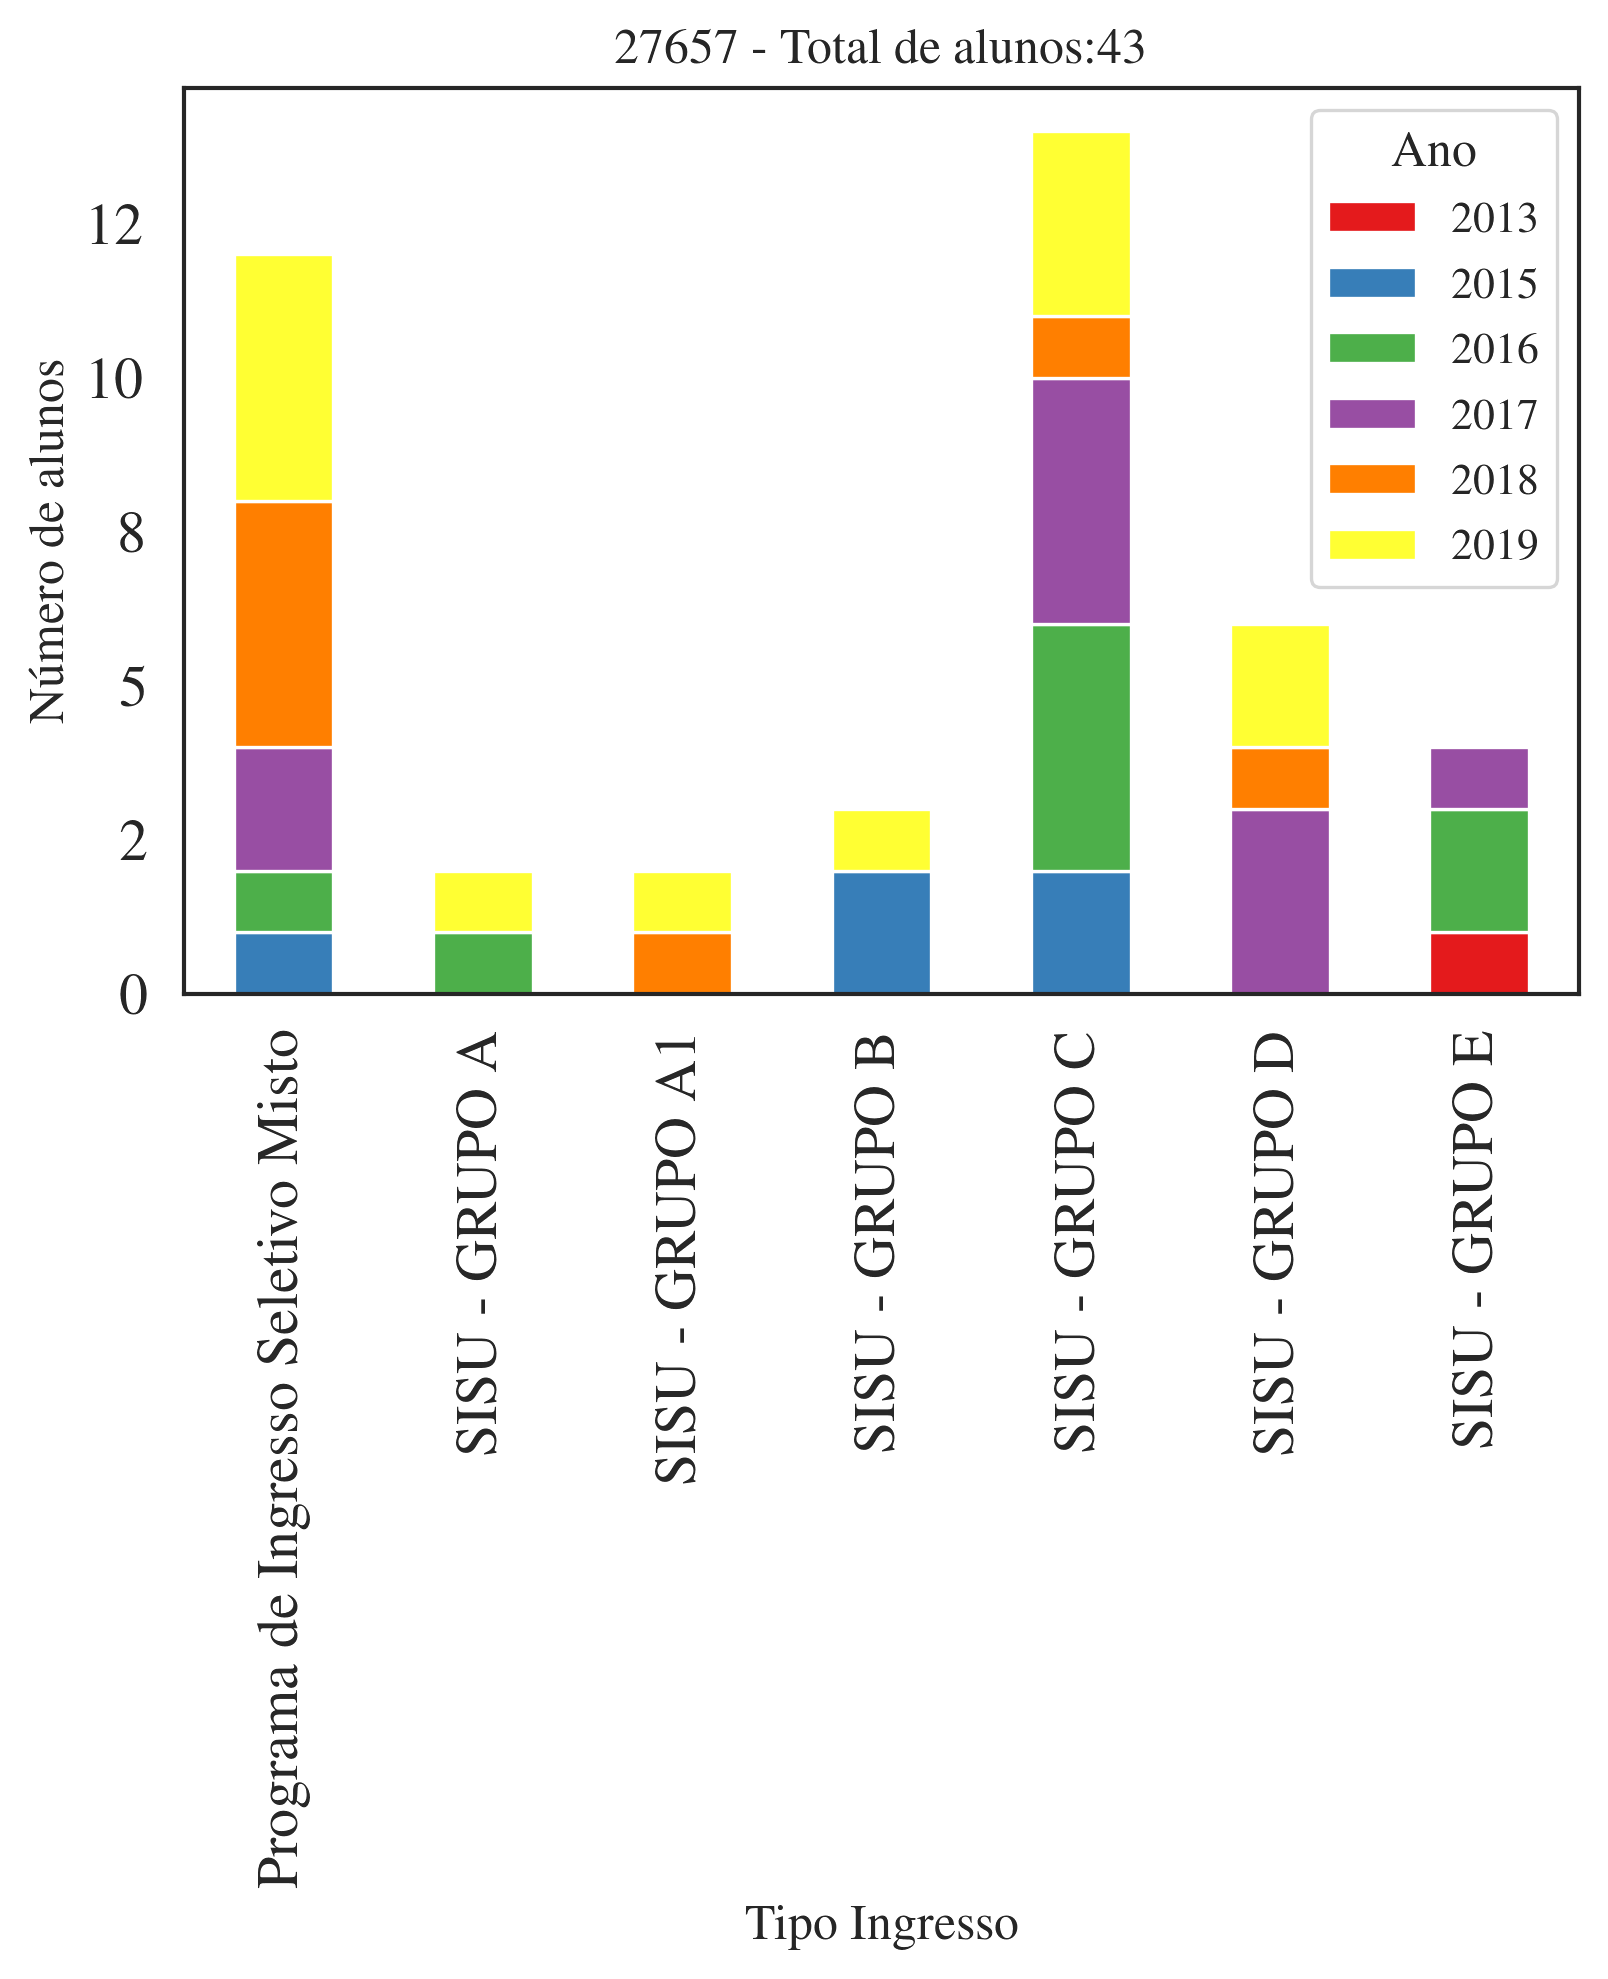 27657 - Total de alunos:43
Número de alunos
12
10
8
5
2
0
Ano
2013
2015
2016
2017
2018
2019
Programa de Ingresso Seletivo Misto
SISU - GRUPO A
SISU - GRUPO A1
SISU - GRUPO B
SISU - GRUPO C
SISU - GRUPO D
SISU - GRUPO E
Tipo Ingresso